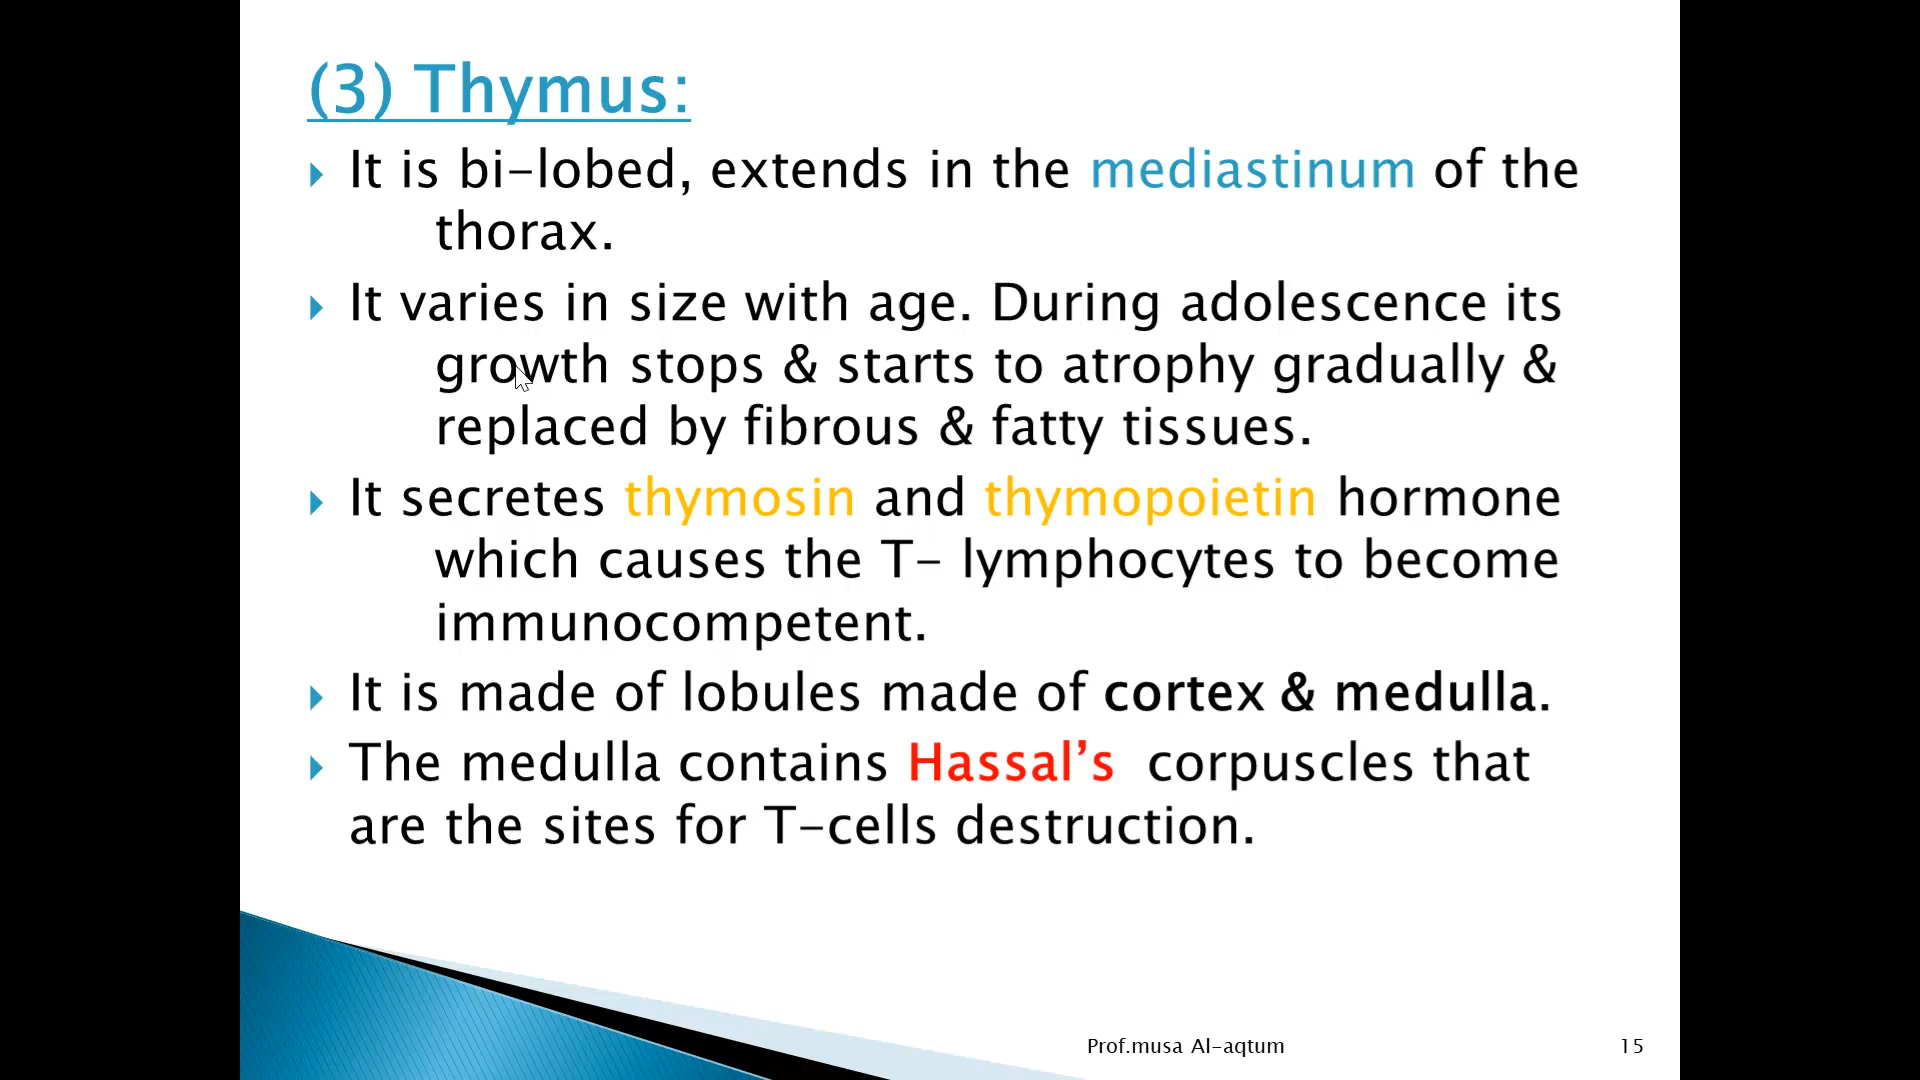 (3) Thymus:
It is bi-lobed, extends in the mediastinum of the
thorax.
It varies in size with age. During adolescence its
growth stops & starts to atrophy gradually &
replaced by fibrous & fatty tissues.
It secretes thymosin and thymopoietin hormone
which causes the T- lymphocytes to become
immunocompetent.
It is made of lobules made of cortex & medulla.
The medulla contains Hassal’s corpuscles that
are the sites for T-cells destruction.
Prof.musa Al-aqtum
15